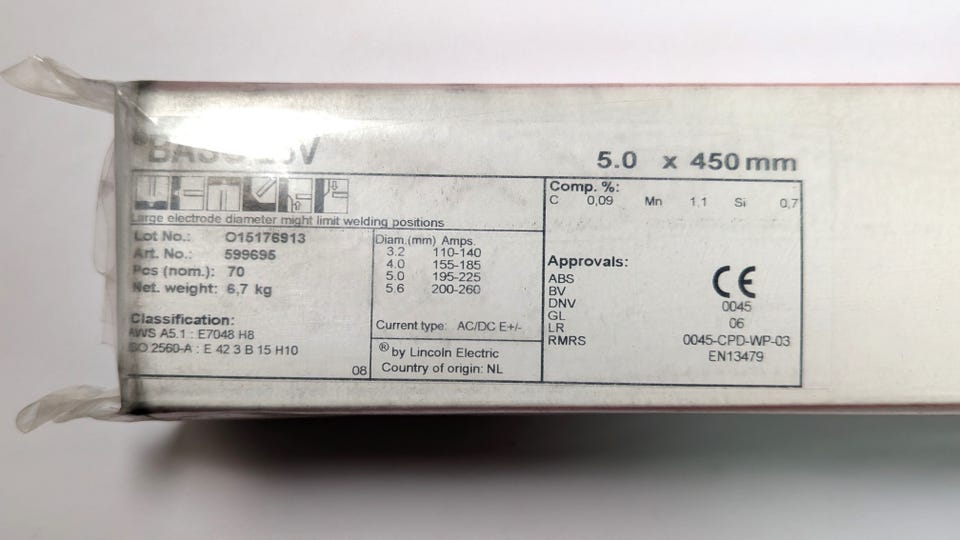 5.0 x 450 mm
Large electrode diameter might limit welding positions
Lot No.: O15176913
Art. No.: 599695
Pcs (nom.): 70
Net. weight: 6,7 kg
Classification:
AWS A5.1 : E7048 H8
ISO 2560-A : E 42 3 B 15 H10
08
Diam.(mm) Amps.
3.2 110-140
4.0 155-185
5.0 195-225
5.6 200-260
Current type: AC/DC E+/-
® by Lincoln Electric
Country of origin: NL
Comp. %:
C 0,09 Mn 1.1 Si 0,7
Approvals:
ABS
BV
DNV
GL
LR
RMRS
CE
0045
06
0045-CPD-WP-03
EN13479